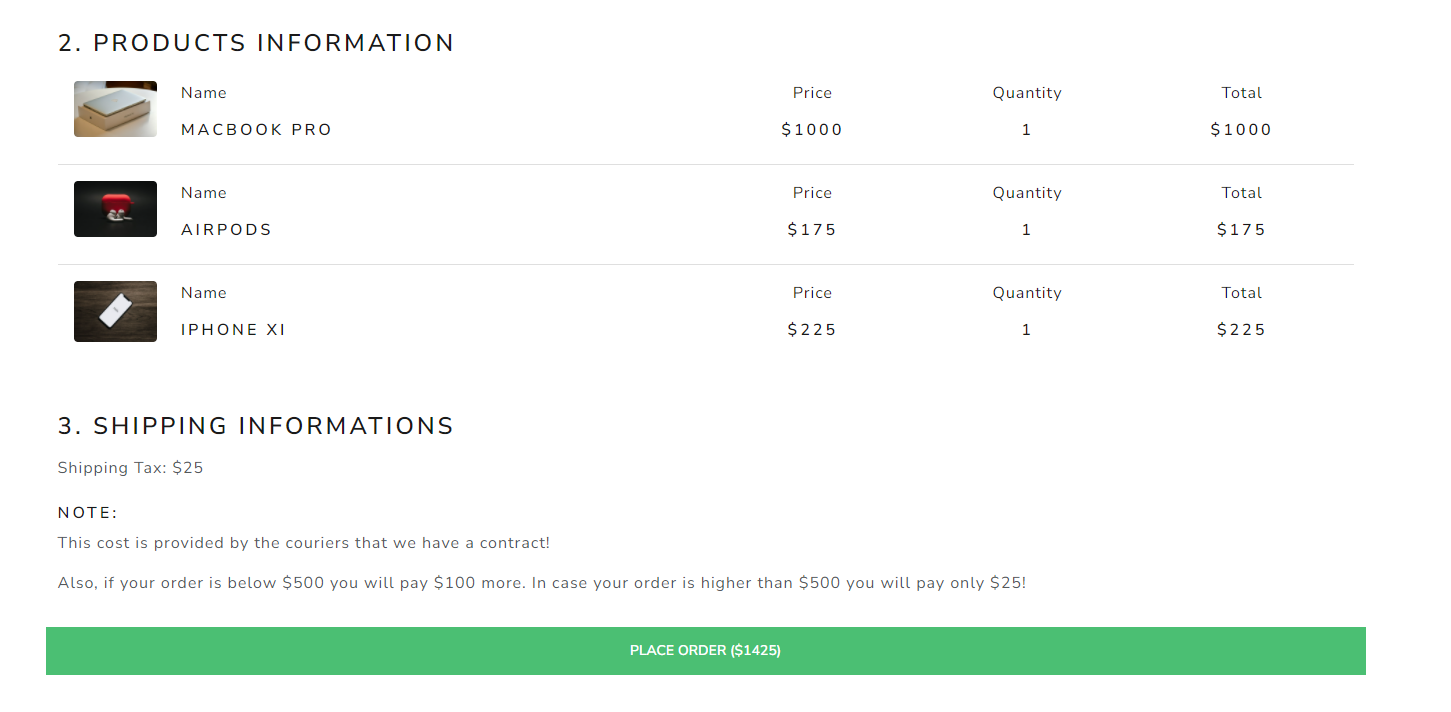 2. PRODUCTS INFORMATION
Name Price Quantity Total
MACBOOK PRO $1000 1 $1000
Name Price Quantity Total
AIRPODS $175 1 $175
Name Price Quantity Total
IPHONE XI $225 1 $225
3. SHIPPING INFORMATIONS
Shipping Tax: $25
NOTE:
This cost is provided by the couriers that we have a contract!
Also, if your order is below $500 you will pay $100 more. In case your order is higher than $500 you will pay only $25!
PLACE ORDER ($1425)